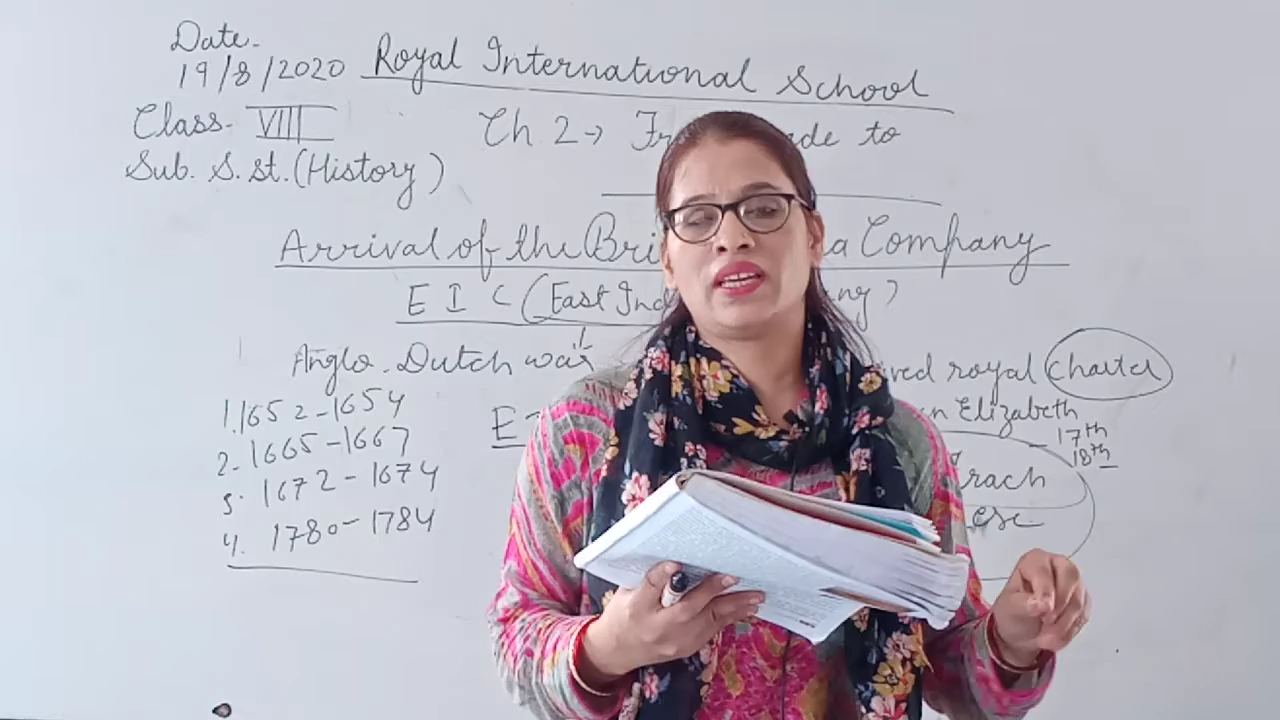 Date-
19/8/2020 Royal International School
Class- VIII
Ch. 2 → to
Sub. S.St. (History)
Arrival of the Company
E I C (East
Anglo-Dutch war
royal charter
1. 1652-1654
Elizabeth
17th
2. 1665-1667
18th
3. 1672-1674
4. 1780-1784